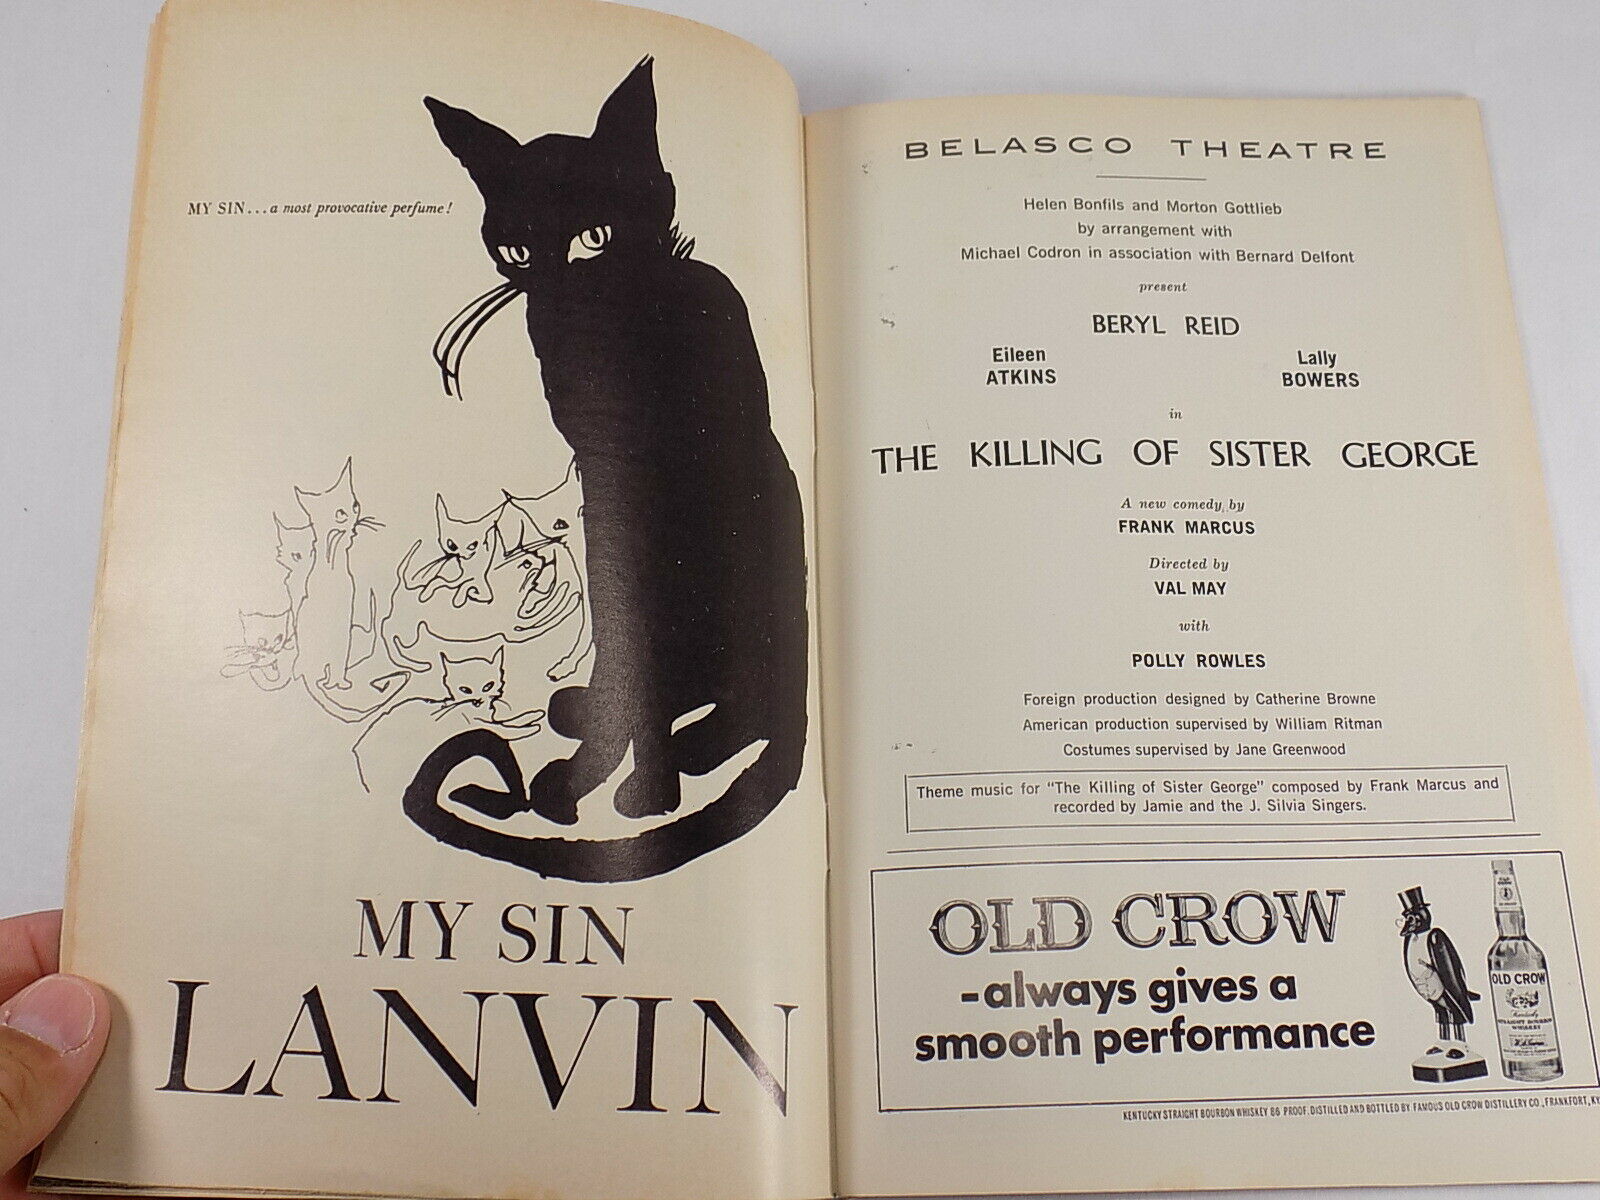 MY SIN...a most provocative perfume!
MY SIN
LANVIN
BELASCO THEATRE
Helen Bonfils and Morton Gottlieb
by arrangement with
Michael Codron in association with Bernard Delfont
present
BERYL REID
Eileen
ATKINS
Lally
BOWERS
in
THE KILLING OF SISTER GEORGE
A new comedy by
FRANK MARCUS
Directed by
VAL MAY
with
POLLY ROWLES
Foreign production designed by Catherine Browne
American production supervised by William Ritman
Costumes supervised by Jane Greenwood
Theme music for "The Killing of Sister George" composed by Frank Marcus and
recorded by Jamie and the J. Silvia Singers.
OLD CROW
-always gives a
smooth performance
OLD CROW
Kentucky
STRAIGHT BOURBON
WHISKEY
KENTUCKY STRAIGHT BOURBON WHISKEY 86 PROOF. DISTILLED AND BOTTLED BY FAMOUS OLD CROW DISTILLERY CO., FRANKFORT, KY